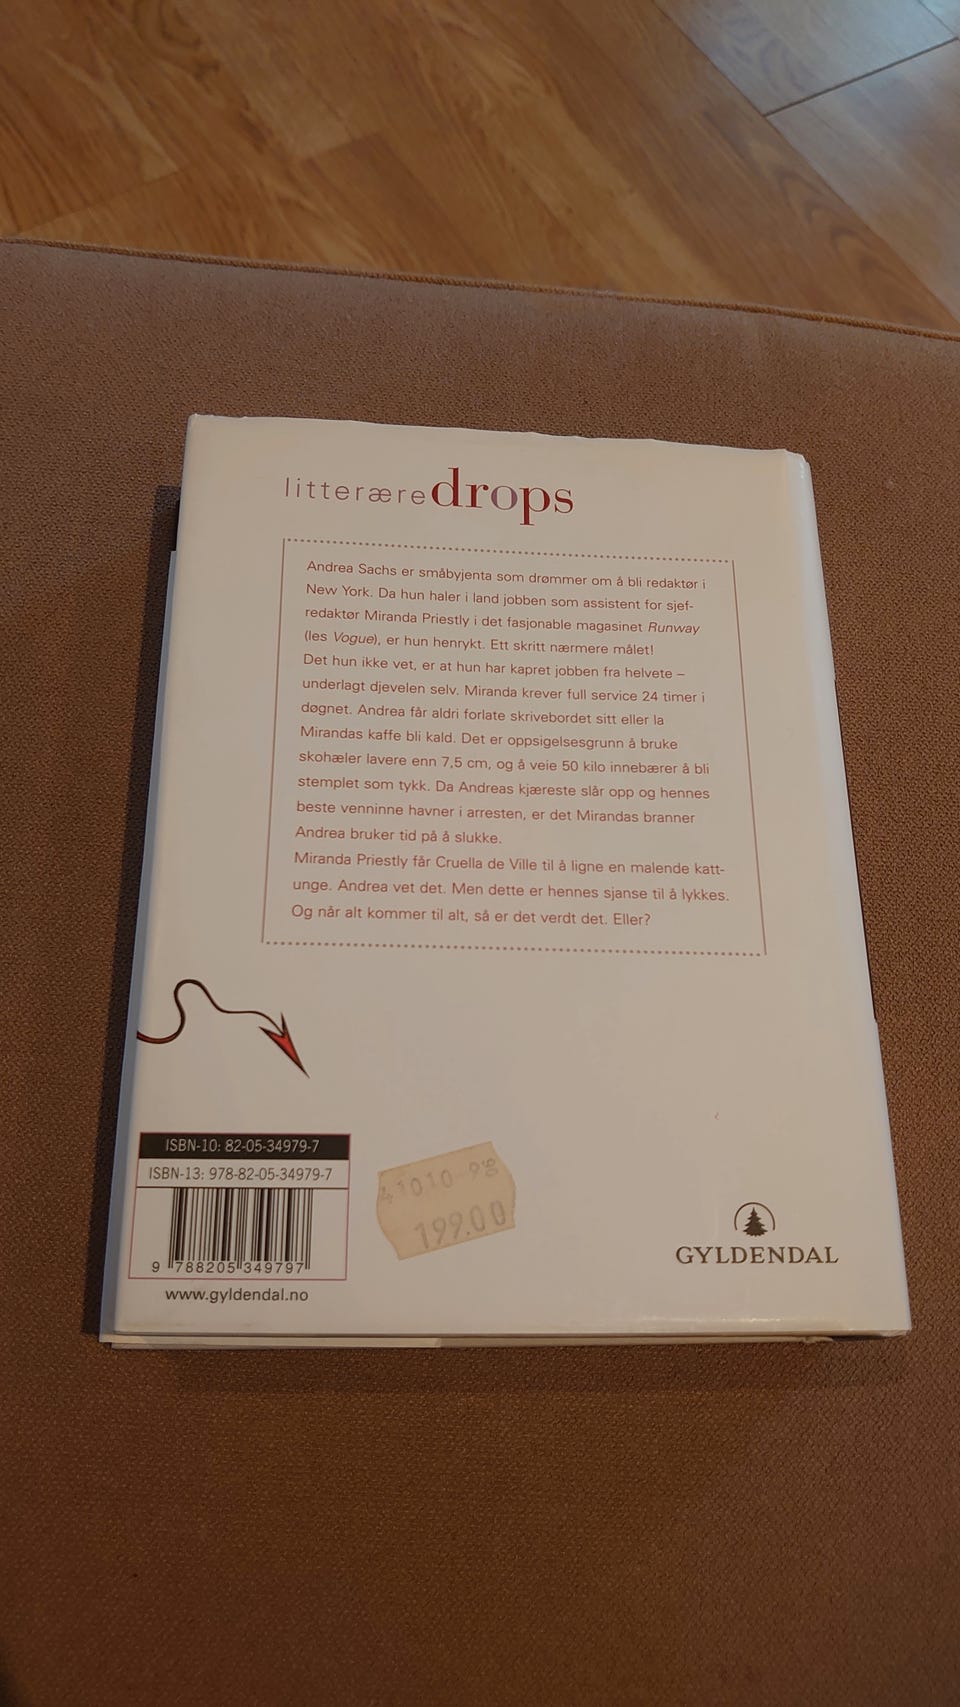 litterære drops
Andrea Sachs er småbyjenta som drømmer om å bli redaktør i
New York. Da hun haler i land jobben som assistent for sjef-
redaktør Miranda Priestly i det fasjonable magasinet Runway
(les Vogue), er hun henrykt. Ett skritt nærmere målet!
Det hun ikke vet, er at hun har kapret jobben fra helvete –
underlagt djevelen selv. Miranda krever full service 24 timer i
døgnet. Andrea får aldri forlate skrivebordet sitt eller la
Mirandas kaffe bli kald. Det er oppsigelsesgrunn å bruke
skohæler lavere enn 7,5 cm, og å veie 50 kilo innebærer å bli
stemplet som tykk. Da Andreas kjæreste slår opp og hennes
beste venninne havner i arresten, er det Mirandas branner
Andrea bruker tid på å slukke.
Miranda Priestly får Cruella de Ville til å ligne en malende katt-
unge. Andrea vet det. Men dette er hennes sjanse til å lykkes.
Og når alt kommer til alt, så er det verdt det. Eller?
ISBN-10: 82-05-34979-7
ISBN-13: 978-82-05-34979-7
9 788205 349797
www.gyldendal.no
199.00
GYLDENDAL